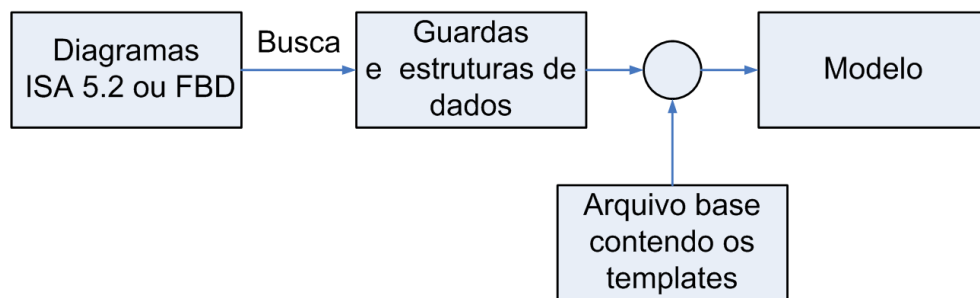 Diagramas
ISA 5.2 ou FBD
Busca
Guardas
e estruturas de
dados
Modelo
Arquivo base
contendo os
templates